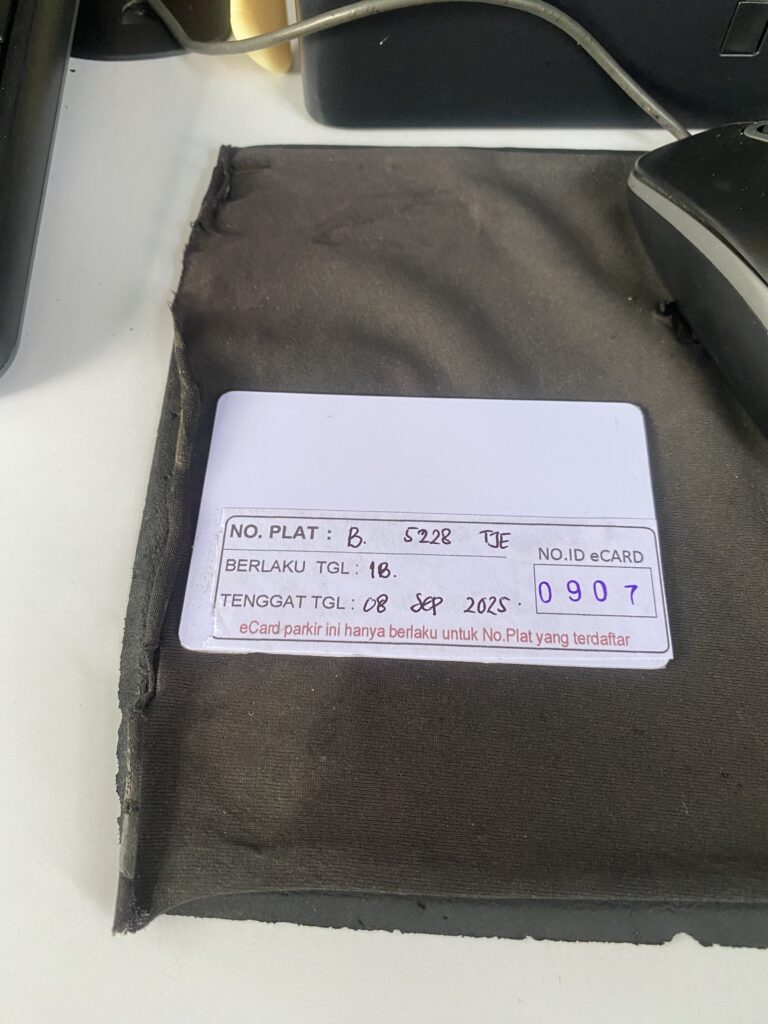 NO. PLAT : B. 5228 TJE
BERLAKU TGL : 1B.
NO.ID eCARD
TENGGAT TGL : 08 SEP 2025.
0907
eCard parkir ini hanya berlaku untuk No.Plat yang terdaftar